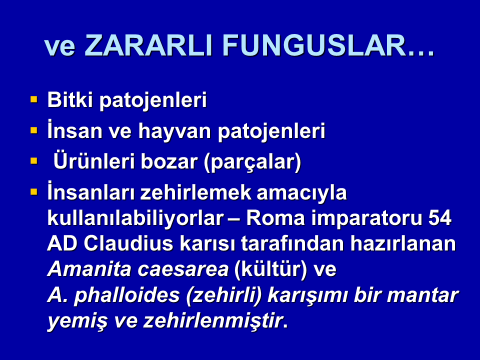 ve ZARARLI FUNGUSLAR…
Bitki patojenleri
İnsan ve hayvan patojenleri
Ürünleri bozar (parçalar)
İnsanları zehirlemek amacıyla
kullanılabiliyorlar – Roma imparatoru 54
AD Claudius karısı tarafından hazırlanan
Amanita caesarea (kültür) ve
A. phalloides (zehirli) karışımı bir mantar
yemiş ve zehirlenmiştir.